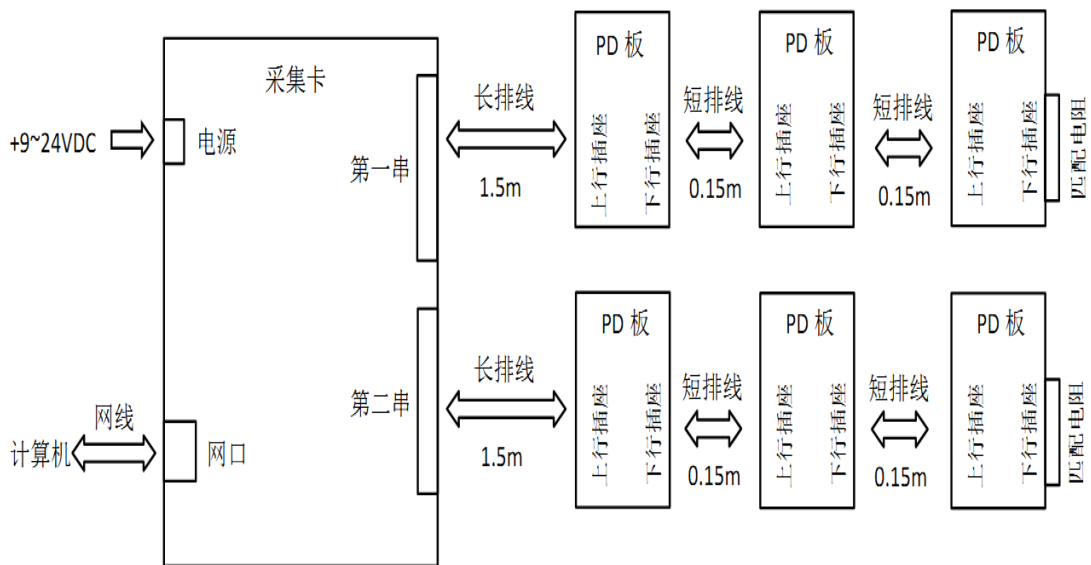 采集卡
+9~24VDC
电源
第一串
长排线
1.5m
PD 板
上行插座
下行插座
短排线
0.15m
PD 板
上行插座
下行插座
短排线
0.15m
PD 板
上行插座
下行插座
匹配电阻
计算机
网线
网口
第二串
长排线
1.5m
PD 板
上行插座
下行插座
短排线
0.15m
PD 板
上行插座
下行插座
短排线
0.15m
PD 板
上行插座
下行插座
匹配电阻